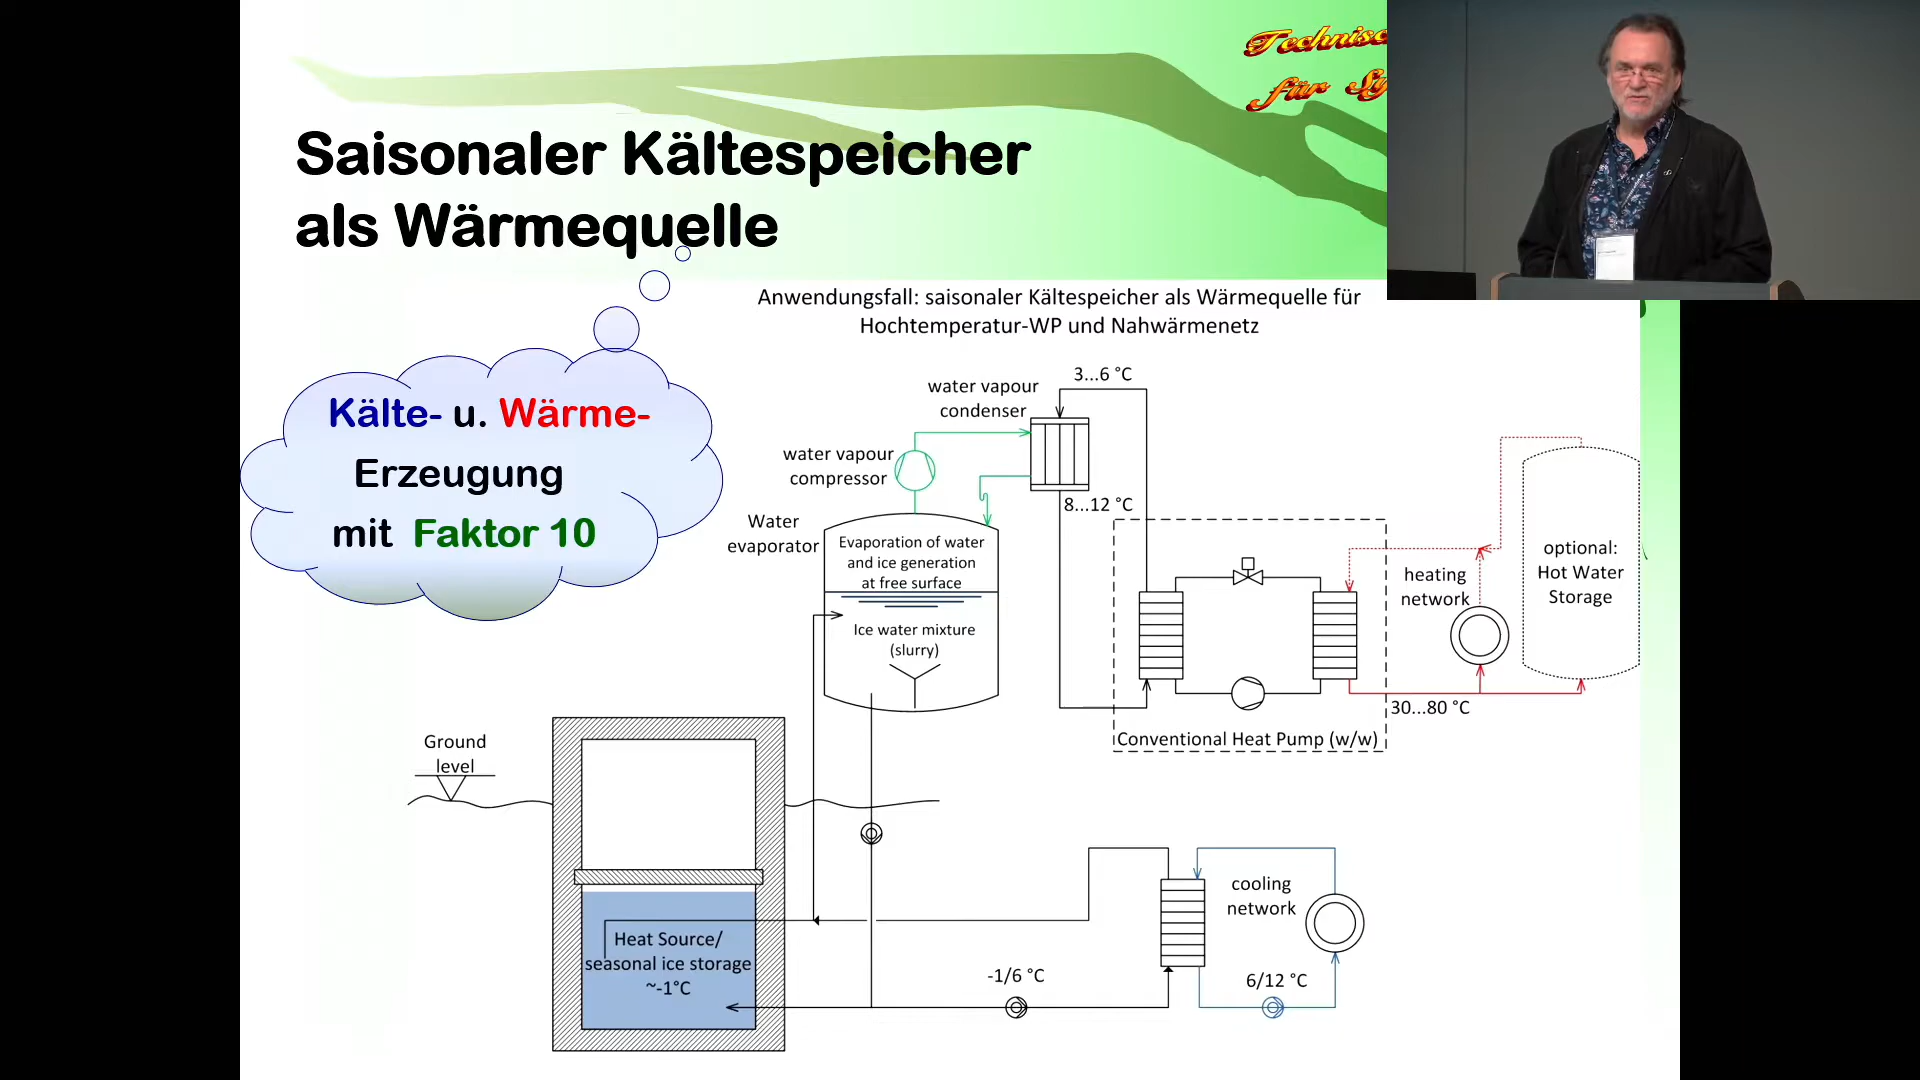 Technisc
für Sy
Saisonaler Kältespeicher
als Wärmequelle
Anwendungsfall: saisonaler Kältespeicher als Wärmequelle für
Hochtemperatur-WP und Nahwärmenetz
Kälte- u. Wärme-
Erzeugung
mit Faktor 10
3...6 °C
water vapour
condenser
water vapour
compressor
8...12 °C
Water
evaporator
Evaporation of water
and ice generation
at free surface
Ice water mixture
(slurry)
heating
network
optional:
Hot Water
Storage
30...80 °C
Conventional Heat Pump (w/w)
Ground
level
Heat Source/
seasonal ice storage
~-1°C
-1/6 °C
cooling
network
6/12 °C